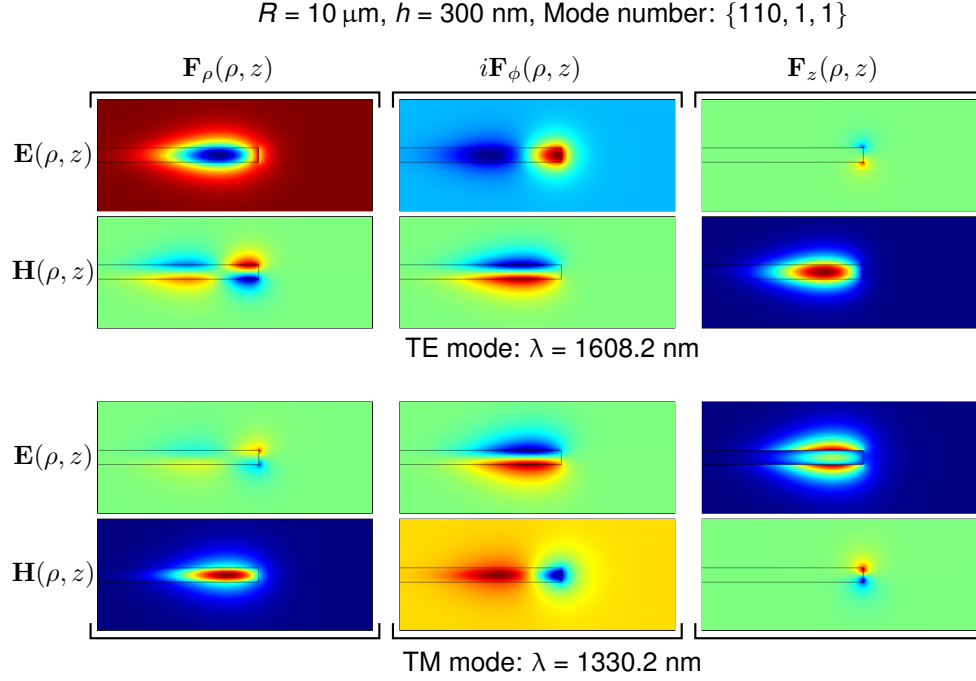 R = 10 μm, h = 300 nm, Mode number: {110, 1, 1}
F_ρ(ρ, z) iF_ϕ(ρ, z) F_z(ρ, z)
E(ρ, z)
H(ρ, z)
TE mode: λ = 1608.2 nm
E(ρ, z)
H(ρ, z)
TM mode: λ = 1330.2 nm